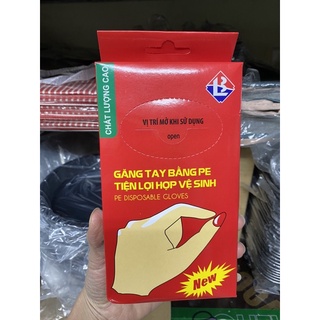 CHẤT LƯỢNG CAO
VỊ TRÍ MỞ KHI SỬ DỤNG
open
GĂNG TAY BẰNG PE
TIỆN LỢI HỢP VỆ SINH
PE DISPOSABLE GLOVES
New